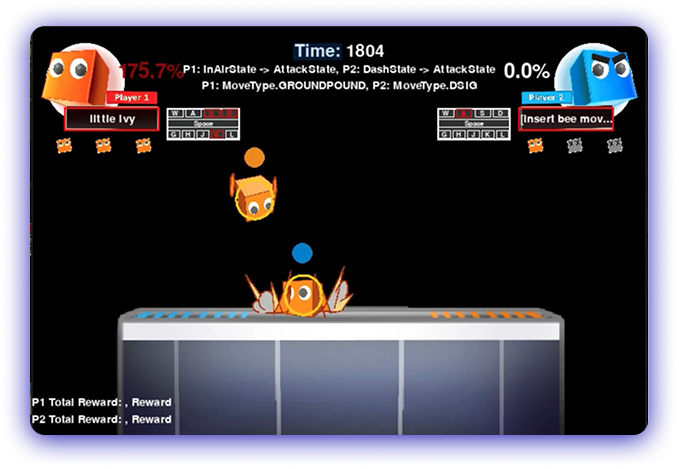 Time: 1804
175.7%
P1: InAirState -> AttackState, P2: DashState -> AttackState
0.0%
P1: MoveType.GROUNDPOUND, P2: MoveType.DSIG
Player 1
Player 2
little Ivy
W A S D
Space
G H J K L
W A S D
Space
G H J K L
[Insert bee mov...
P1 Total Reward: , Reward
P2 Total Reward: , Reward